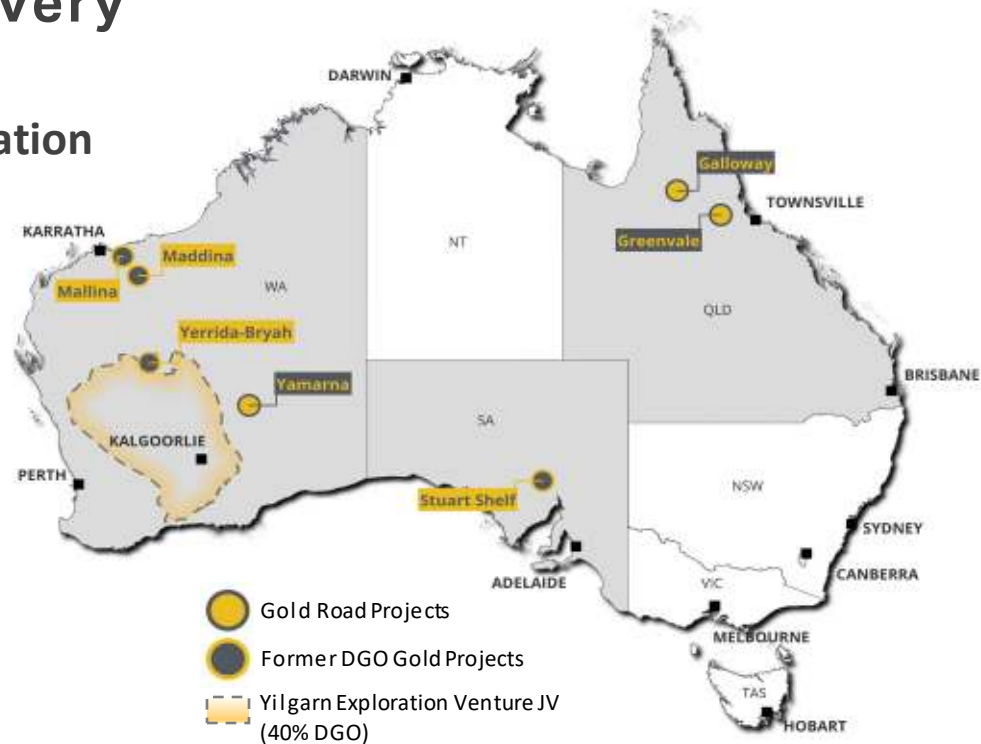 very
ation
DARWIN
Galloway
TOWNSVILLE
KARRATHA
Maddina
Greenvale
NT
Mallina
WA
QLD
Yerrida-Bryah
BRISBANE
Yamarna
SA
KALGOORLIE
PERTH
NSW
Stuart Shelf
SYDNEY
CANBERRA
ADELAIDE
VIC
Gold Road Projects
MELBOURNE
Former DGO Gold Projects
TAS
Yilgarn Exploration Venture JV
(40% DGO)
HOBART